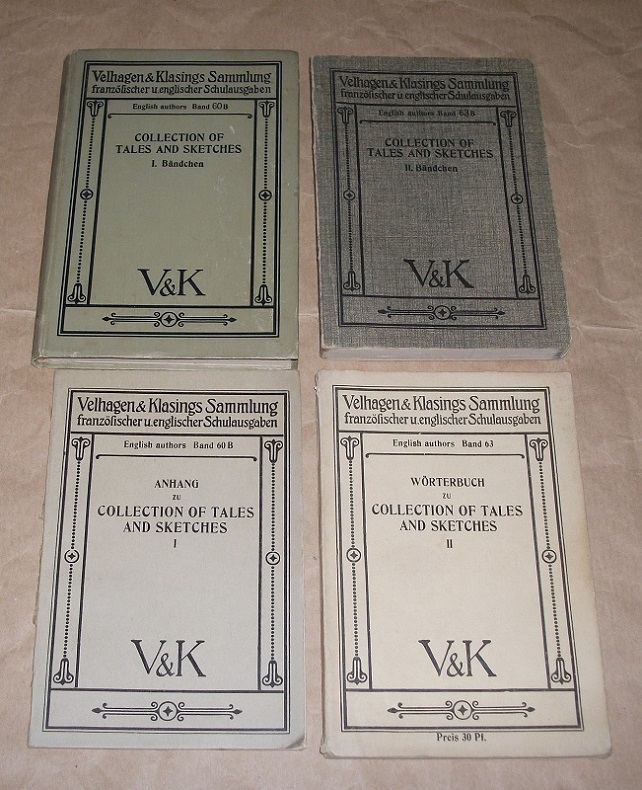 Velhagen & Klasings Sammlung
französischer u. englischer Schulausgaben
English authors Band 60 B
COLLECTION OF
TALES AND SKETCHES
I. Bändchen
V&K
Velhagen & Klasings Sammlung
französischer u. englischer Schulausgaben
English authors Band 63 B
COLLECTION OF
TALES AND SKETCHES
II. Bändchen
V&K
Velhagen & Klasings Sammlung
französischer u. englischer Schulausgaben
English authors Band 60 B
ANHANG
zu
COLLECTION OF TALES
AND SKETCHES
I
V&K
Velhagen & Klasings Sammlung
französischer u. englischer Schulausgaben
English authors Band 63
WÖRTERBUCH
zu
COLLECTION OF TALES
AND SKETCHES
II
V&K
Preis 30 Pf.